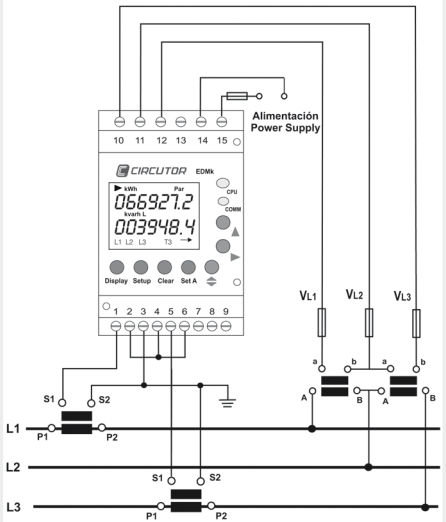 10 11 12 13 14 15
Alimentación
Power Supply
CIRCUTOR EDMk
kWh Par
066927.2
kvarh L
003948.4
L1 L2 L3 T3
CPU
COMM
Display Setup Clear Set A
1 2 3 4 5 6 7 8 9
VL1 VL2 VL3
a b a b
A B A B
S1 S2
L1 P1 P2
L2
S1 S2
L3 P1 P2